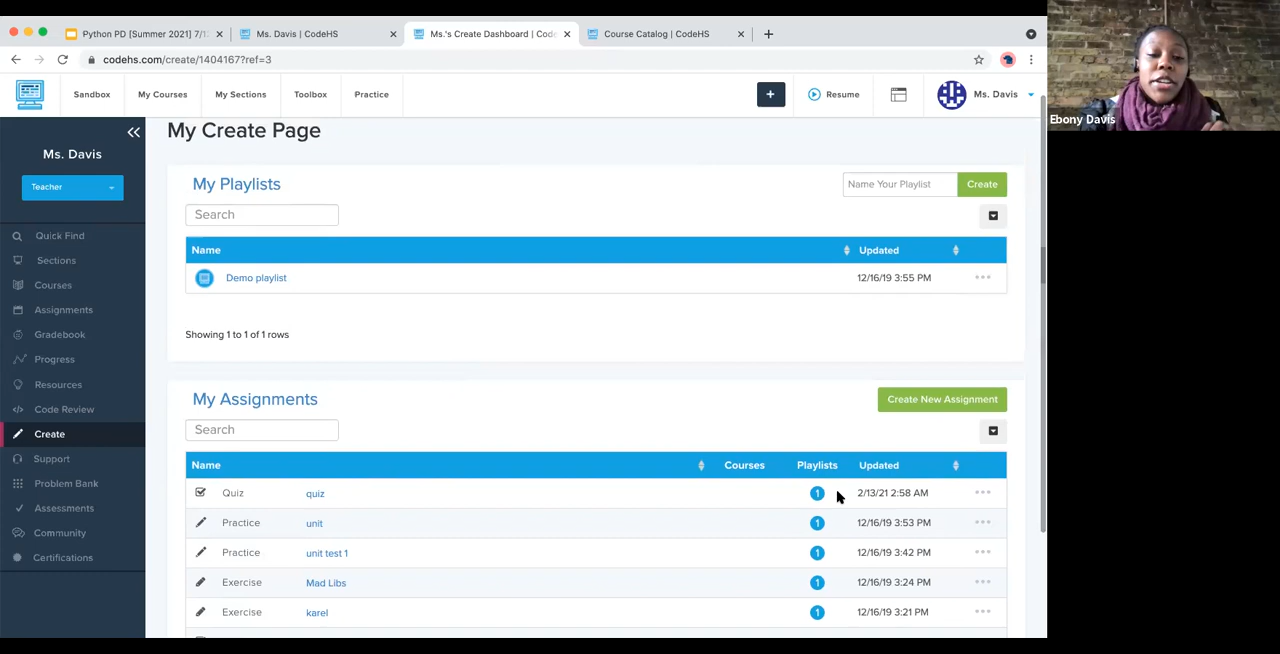 Python PD [Summer 2021] 7/1
Ms. Davis | CodeHS
Ms.'s Create Dashboard | Code
Course Catalog | CodeHS
codehs.com/create/1404167?ref=3
Sandbox
My Courses
My Sections
Toolbox
Practice
+
Resume
Ms. Davis
Ebony Davis
Ms. Davis
Teacher
Quick Find
Sections
Courses
Assignments
Gradebook
Progress
Resources
Code Review
Create
Support
Problem Bank
Assessments
Community
Certifications
My Create Page
My Playlists
Name Your Playlist
Create
Search
Name
Updated
Demo playlist
12/16/19 3:55 PM
Showing 1 to 1 of 1 rows
My Assignments
Create New Assignment
Search
Name Courses Playlists Updated
Quiz quiz 1 2/13/21 2:58 AM
Practice unit 1 12/16/19 3:53 PM
Practice unit test 1 1 12/16/19 3:42 PM
Exercise Mad Libs 1 12/16/19 3:24 PM
Exercise karel 1 12/16/19 3:21 PM